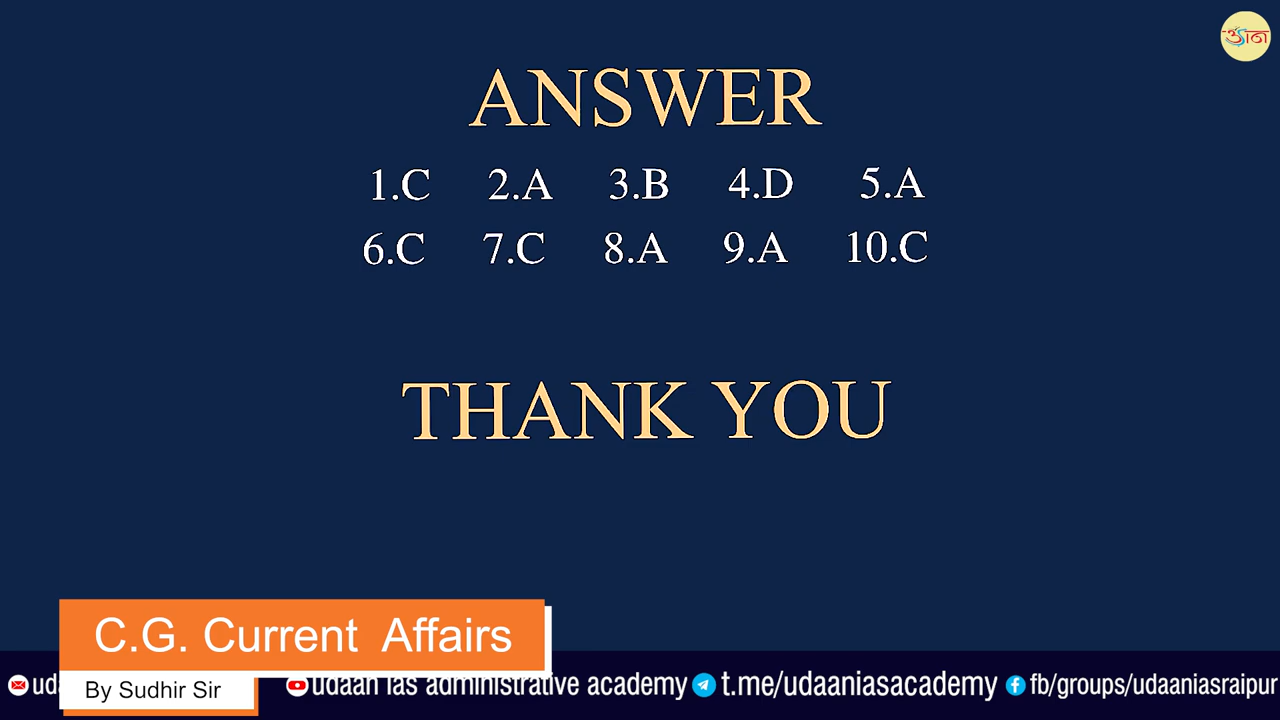 उड़ान
ANSWER
1.C 2.A 3.B 4.D 5.A
6.C 7.C 8.A 9.A 10.C
THANK YOU
C.G. Current Affairs
By Sudhir Sir
udaan ias administrative academy t.me/udaaniasacademy fb/groups/udaaniasraipur